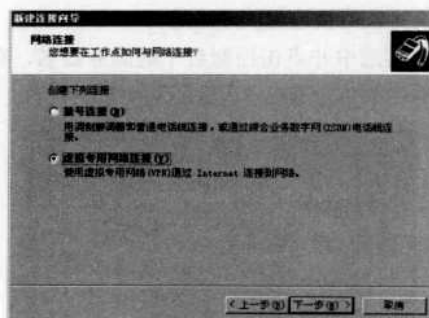 新建连接向导
网络连接
您想要在工作点如何与网络连接?
创建下列连接
拨号连接(D)
用调制解调器和普通电话线连接，或通过综合业务数字网(ISDN)电话线连
接。
虚拟专用网络连接(V)
使用虚拟专用网络(VPN)通过 Internet 连接到网络。
<上一步(B) 下一步(N)> 取消